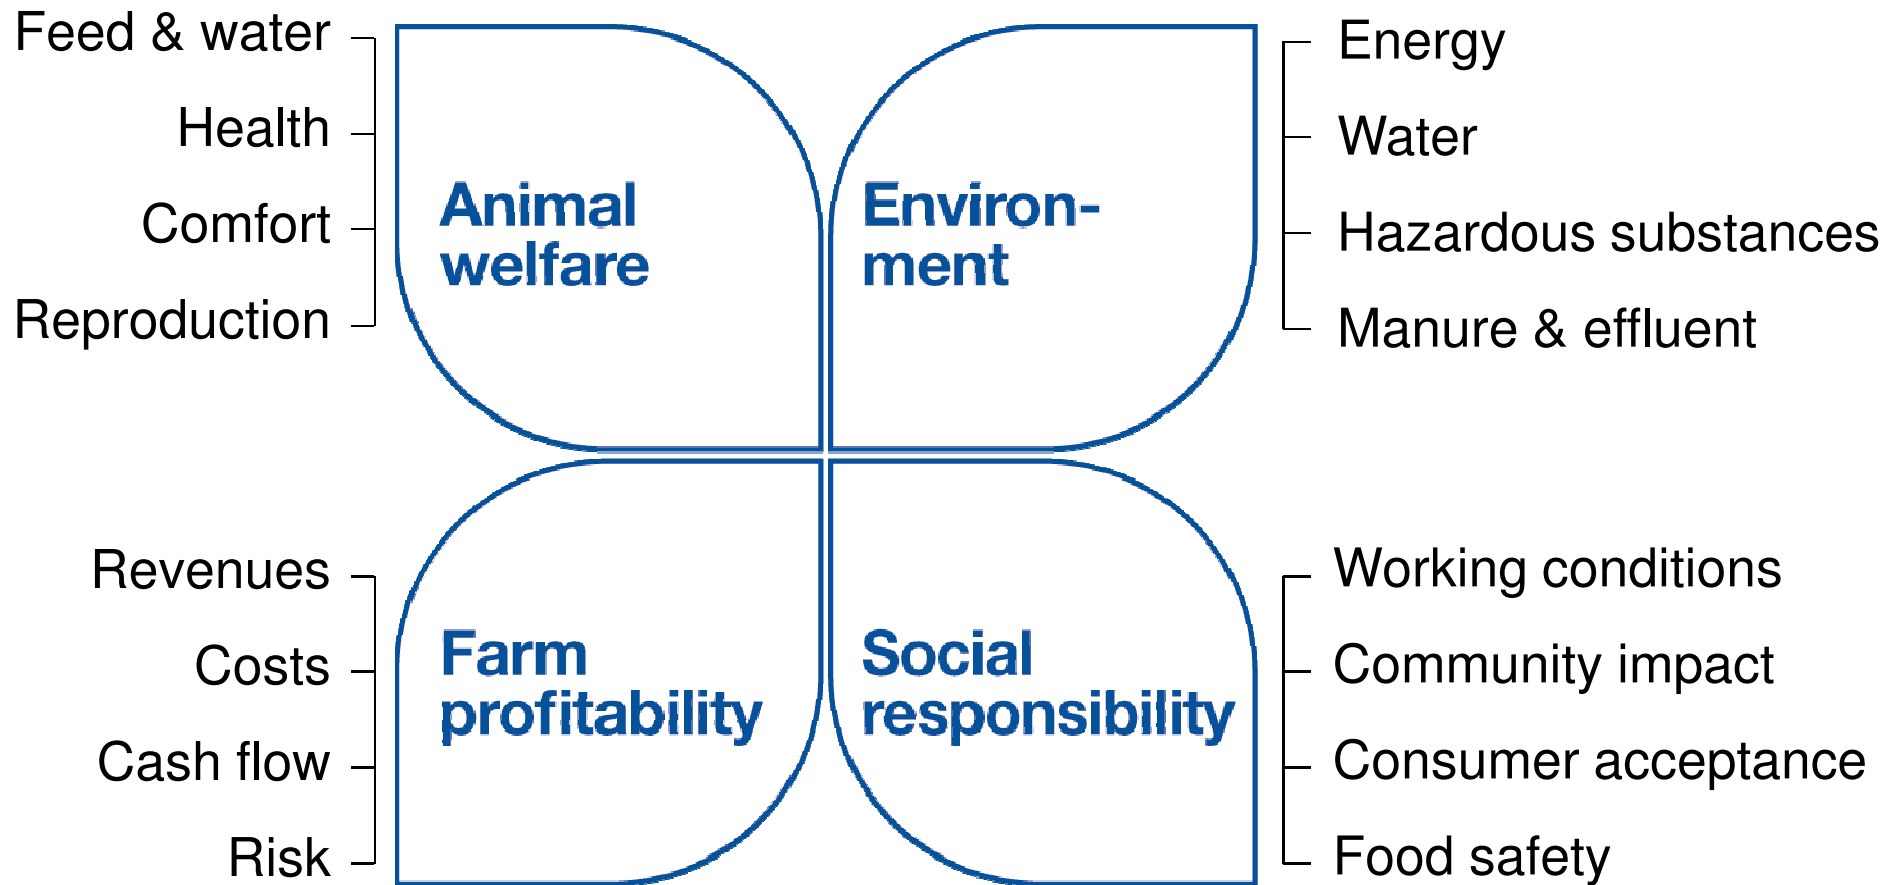 Feed & water
Health
Comfort
Reproduction
Animal
welfare
Environ-
ment
Energy
Water
Hazardous substances
Manure & effluent
Revenues
Costs
Cash flow
Risk
Farm
profitability
Social
responsibility
Working conditions
Community impact
Consumer acceptance
Food safety